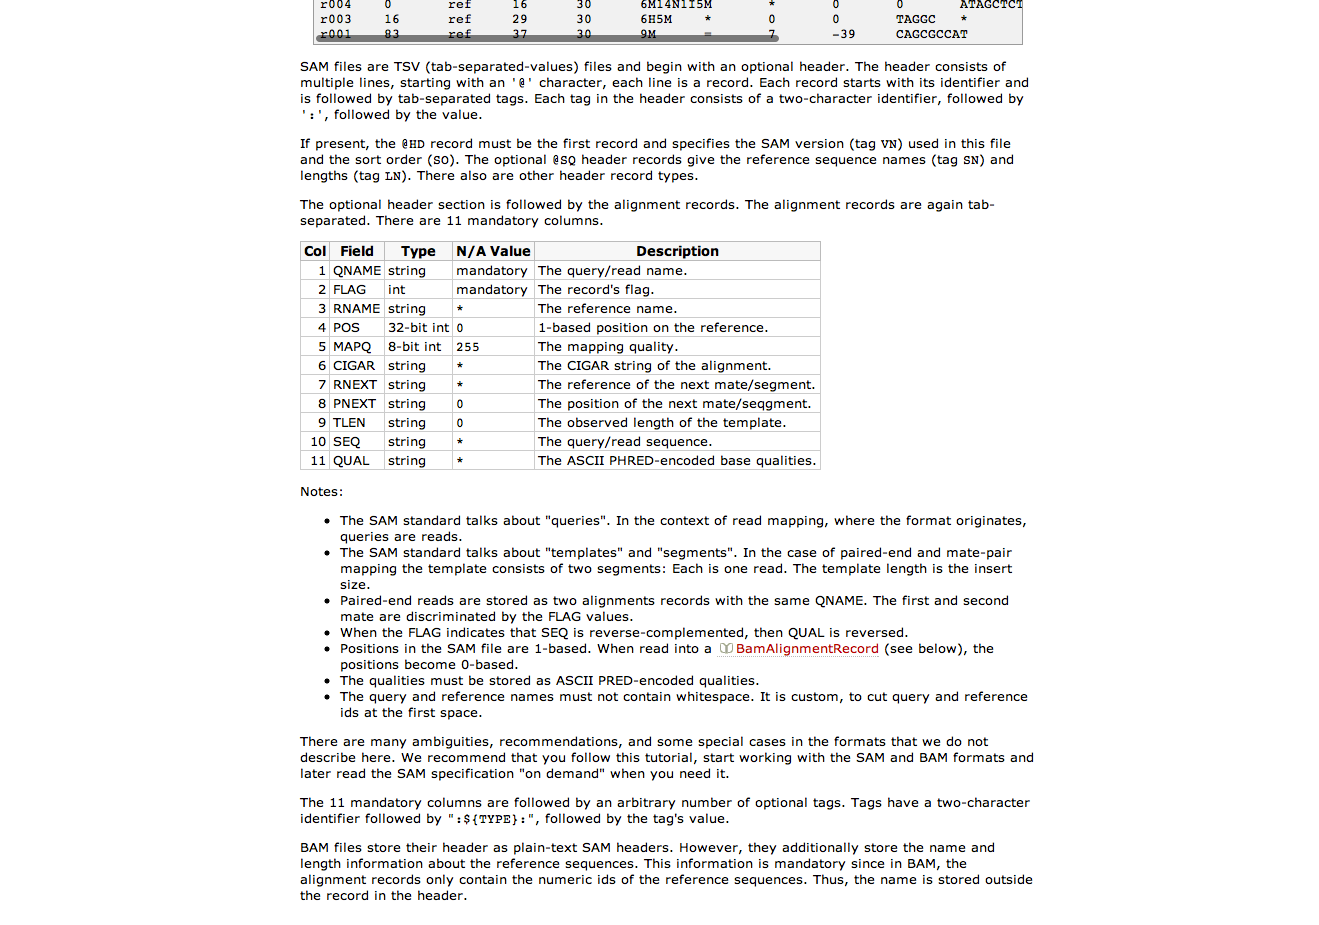 r004 0 ref 16 30 6M14N1I5M * 0 0 ATAGCTCT
r003 16 ref 29 30 6H5M * 0 0 TAGGC *
r001 83 ref 37 30 9M = 7 -39 CAGCGCCAT
SAM files are TSV (tab-separated-values) files and begin with an optional header. The header consists of
multiple lines, starting with an '@' character, each line is a record. Each record starts with its identifier and
is followed by tab-separated tags. Each tag in the header consists of a two-character identifier, followed by
':', followed by the value.
If present, the @HD record must be the first record and specifies the SAM version (tag VN) used in this file
and the sort order (SO). The optional @SQ header records give the reference sequence names (tag SN) and
lengths (tag LN). There also are other header record types.
The optional header section is followed by the alignment records. The alignment records are again tab-
separated. There are 11 mandatory columns.
Col Field Type N/A Value Description
1 QNAME string mandatory The query/read name.
2 FLAG int mandatory The record's flag.
3 RNAME string * The reference name.
4 POS 32-bit int 0 1-based position on the reference.
5 MAPQ 8-bit int 255 The mapping quality.
6 CIGAR string * The CIGAR string of the alignment.
7 RNEXT string * The reference of the next mate/segment.
8 PNEXT string 0 The position of the next mate/seqgment.
9 TLEN string 0 The observed length of the template.
10 SEQ string * The query/read sequence.
11 QUAL string * The ASCII PHRED-encoded base qualities.
Notes:
• The SAM standard talks about "queries". In the context of read mapping, where the format originates,
queries are reads.
• The SAM standard talks about "templates" and "segments". In the case of paired-end and mate-pair
mapping the template consists of two segments: Each is one read. The template length is the insert
size.
• Paired-end reads are stored as two alignments records with the same QNAME. The first and second
mate are discriminated by the FLAG values.
• When the FLAG indicates that SEQ is reverse-complemented, then QUAL is reversed.
• Positions in the SAM file are 1-based. When read into a BamAlignmentRecord (see below), the
positions become 0-based.
• The qualities must be stored as ASCII PRED-encoded qualities.
• The query and reference names must not contain whitespace. It is custom, to cut query and reference
ids at the first space.
There are many ambiguities, recommendations, and some special cases in the formats that we do not
describe here. We recommend that you follow this tutorial, start working with the SAM and BAM formats and
later read the SAM specification "on demand" when you need it.
The 11 mandatory columns are followed by an arbitrary number of optional tags. Tags have a two-character
identifier followed by ":${TYPE}:", followed by the tag's value.
BAM files store their header as plain-text SAM headers. However, they additionally store the name and
length information about the reference sequences. This information is mandatory since in BAM, the
alignment records only contain the numeric ids of the reference sequences. Thus, the name is stored outside
the record in the header.